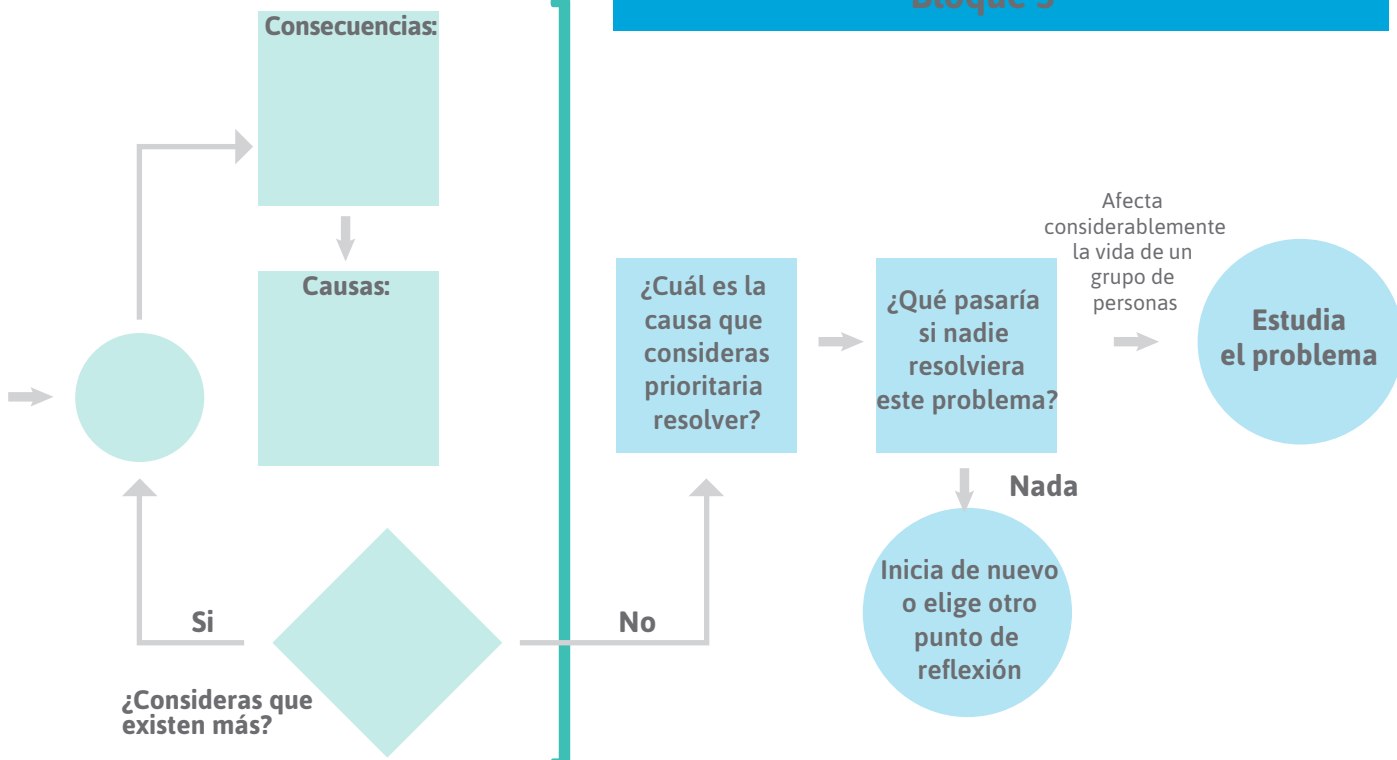 Bloque 3
Consecuencias:
Causas:
Si
¿Consideras que
existen más?
No
¿Cuál es la
causa que
consideras
prioritaria
resolver?
¿Qué pasaría
si nadie
resolviera
este problema?
Afecta
considerablemente
la vida de un
grupo de
personas
Estudia
el problema
Nada
Inicia de nuevo
o elige otro
punto de
reflexión